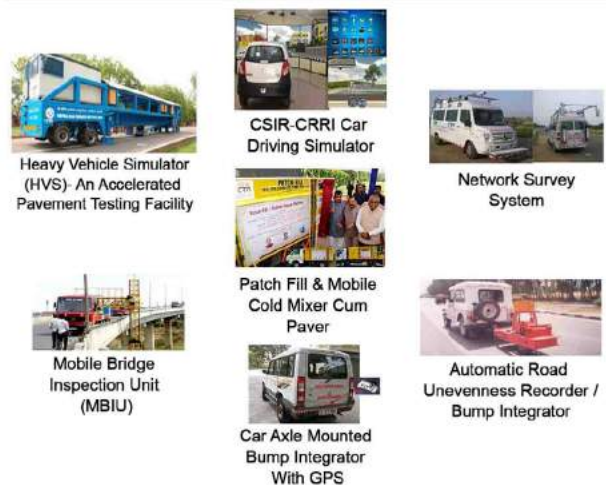 Heavy Vehicle Simulator
(HVS)- An Accelerated
Pavement Testing Facility
CSIR-CRRI Car
Driving Simulator
Network Survey
System
PATCH FILL
Patch Fill & Mobile
Cold Mixer Cum
Paver
Mobile Bridge
Inspection Unit
(MBIU)
Car Axle Mounted
Bump Integrator
With GPS
Automatic Road
Unevenness Recorder /
Bump Integrator